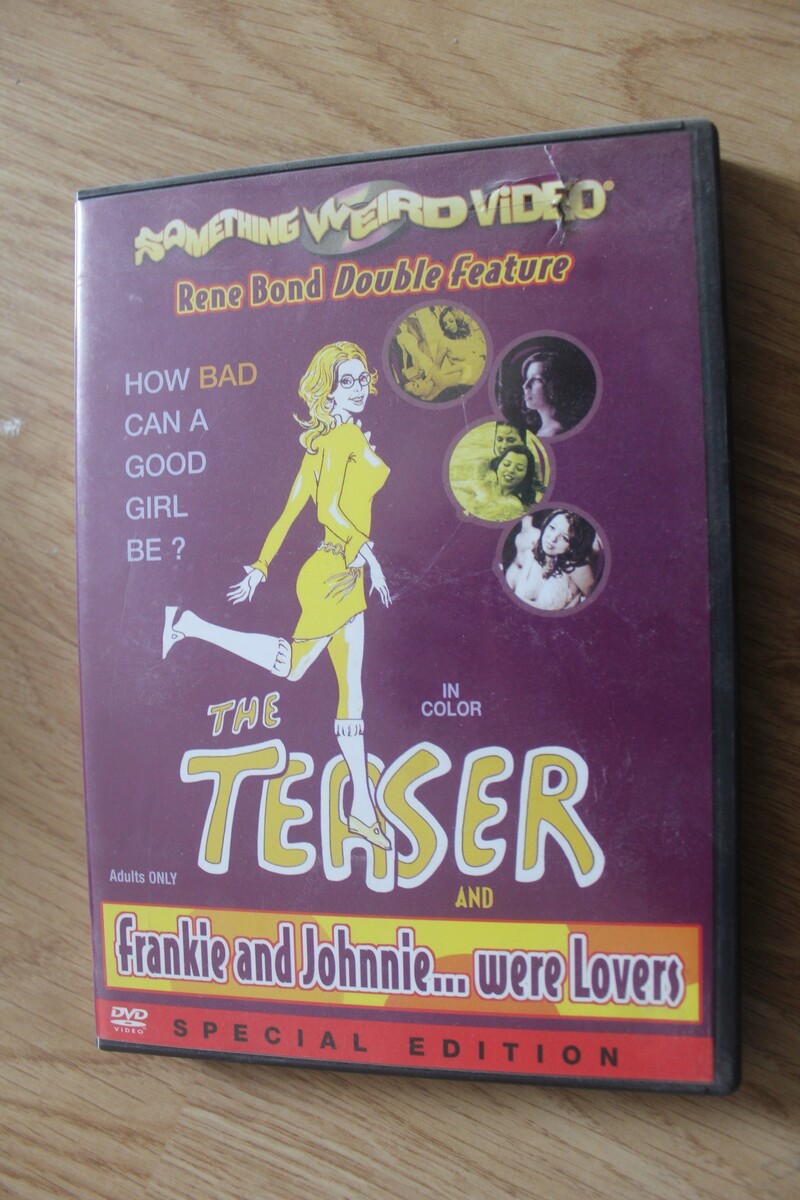 SOMETHING WEIRD VIDEO®
Rene Bond Double Feature
HOW BAD
CAN A
GOOD
GIRL
BE ?
IN
COLOR
THE
TEASER
Adults ONLY
AND
Frankie and Johnnie... were Lovers
DVD
VIDEO
SPECIAL EDITION